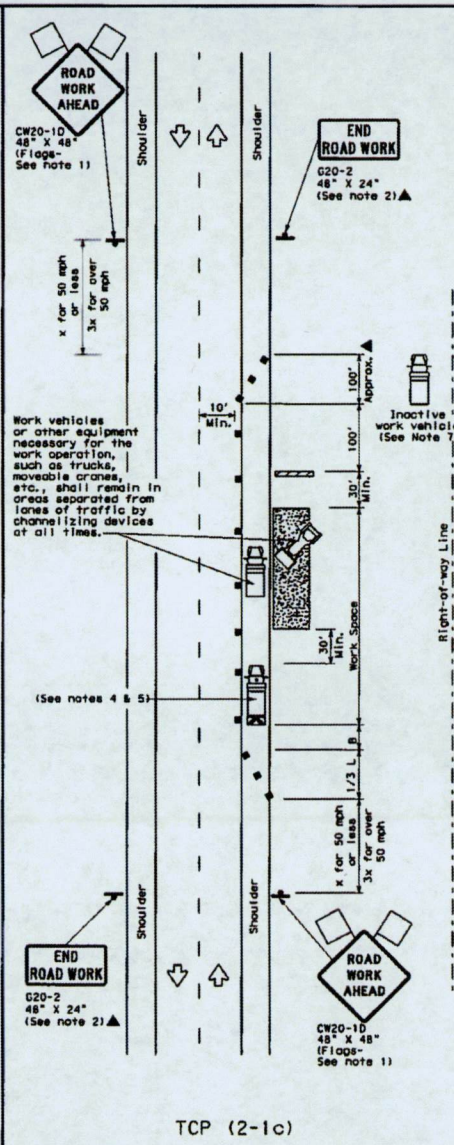 ROAD
WORK
AHEAD
CW20-1D
48" X 48"
(Flags-
See note 1)
Shoulder
Shoulder
END
ROAD WORK
G20-2
48" X 24"
(See note 2)▲
x for 50 mph
or less
3x for over
50 mph
100'
Approx.▲
Inactive
work vehicle
(See Note 7)
10'
Min.
100'
30'
Min.
Work vehicles
or other equipment
necessary for the
work operation,
such as trucks,
moveable cranes,
etc., shall remain in
areas separated from
lanes of traffic by
channelizing devices
at all times.
Right-of-way Line
Work Space
30'
Min.
(See notes 4 & 5)
B
1/3 L
x for 50 mph
or less
3x for over
50 mph
Shoulder
Shoulder
END
ROAD WORK
G20-2
48" X 24"
(See note 2)▲
ROAD
WORK
AHEAD
CW20-1D
48" X 48"
(Flags-
See note 1)
TCP (2-1c)